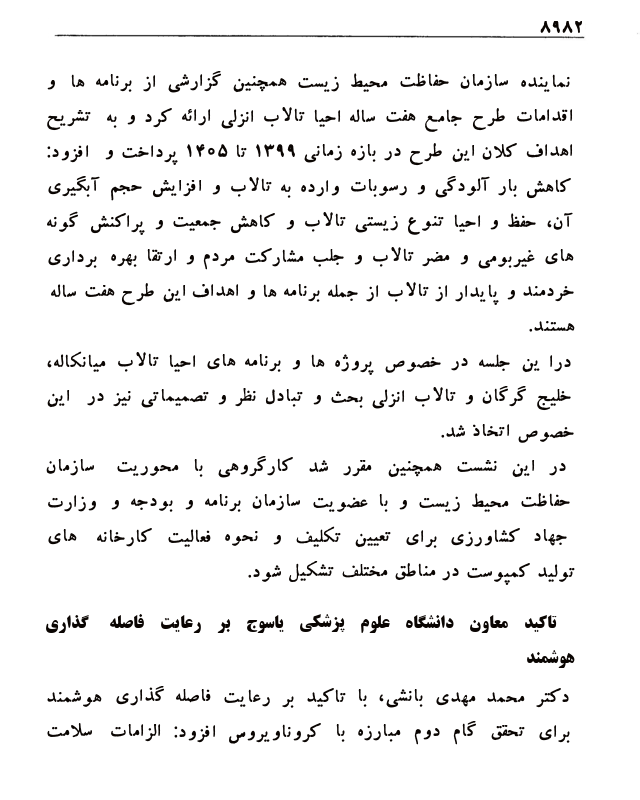 ۸۹۸۲
نماینده سازمان حفاظت محیط زیست همچنین گزارشی از برنامه ها و
اقدامات طرح جامع هفت ساله احیا تالاب انزلی ارائه کرد و به تشریح
اهداف کلان این طرح در بازه زمانی ۱۳۹۹ تا ۱۴۰۵ پرداخت و افزود:
کاهش بار آلودگی و رسوبات وارده به تالاب و افزایش حجم آبگیری
آن، حفظ و احیا تنوع زیستی تالاب و کاهش جمعیت و پراکنش گونه
های غیربومی و مضر تالاب و جلب مشارکت مردم و ارتقا بهره برداری
خردمند و پایدار از تالاب از جمله برنامه ها و اهداف این طرح هفت ساله
هستند.
درا ین جلسه در خصوص پروژه ها و برنامه های احیا تالاب میانکاله،
خلیج گرگان و تالاب انزلی بحث و تبادل نظر و تصمیماتی نیز در این
خصوص اتخاذ شد.
در این نشست همچنین مقرر شد کارگروهی با محوریت سازمان
حفاظت محیط زیست و با عضویت سازمان برنامه و بودجه و وزارت
جهاد کشاورزی برای تعیین تکلیف و نحوه فعالیت کارخانه های
تولید کمپوست در مناطق مختلف تشکیل شود.
تاکید معاون دانشگاه علوم پزشکی یاسوج بر رعایت فاصله گذاری
هوشمند
دکتر محمد مهدی بانشی، با تاکید بر رعایت فاصله گذاری هوشمند
برای تحقق گام دوم مبارزه با کروناویروس افزود: الزامات سلامت